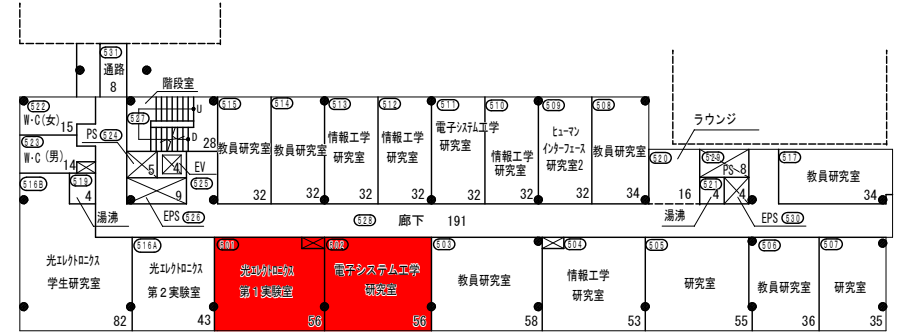 531
通路
8
階段室
522
W・C(女)
15
527
U
D
28
523
W・C (男)
14
PS 524
5
4
EV
525
9
EPS 526
516B
519
4
湯沸
515
教員研究室
32
514
教員研究室
32
513
情報工学
研究室
32
512
情報工学
研究室
32
511
電子システム工学
研究室
32
510
情報工学
研究室
32
509
ヒューマン
インターフェース
研究室2
32
508
教員研究室
34
ラウンジ
520
16
529
PS 8
521
4
4
湯沸
EPS 530
517
教員研究室
34
528 廊下 191
光エレクトロニクス
学生研究室
82
516A
光エレクトロニクス
第2実験室
43
501
光エレクトロニクス
第1実験室
56
502
電子システム工学
研究室
56
503
教員研究室
58
504
情報工学
研究室
53
505
研究室
55
506
教員研究室
36
507
研究室
35